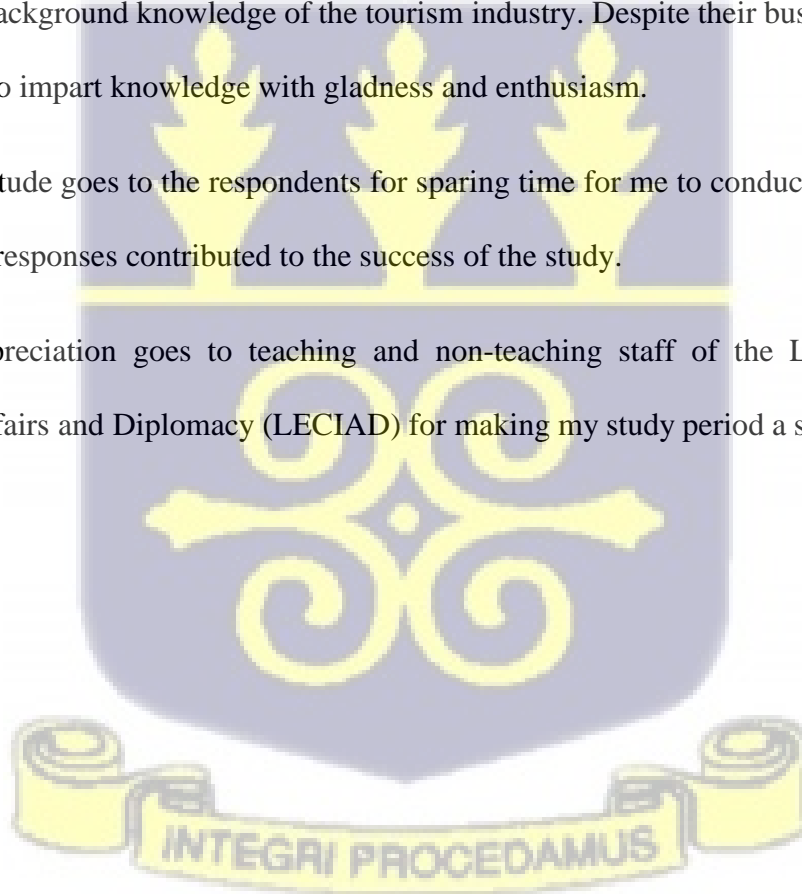 ackground knowledge of the tourism industry. Despite their bus
o impart knowledge with gladness and enthusiasm.
tude goes to the respondents for sparing time for me to conduc
responses contributed to the success of the study.
preciation goes to teaching and non-teaching staff of the L
fairs and Diplomacy (LECIAD) for making my study period a s
INTEGRI PROCEDAMUS